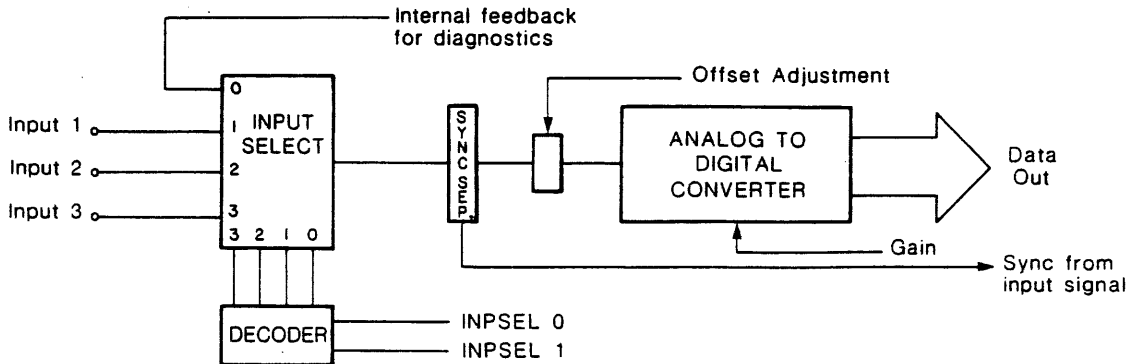 Internal feedback
for diagnostics
Offset Adjustment
0
Input 1
1
INPUT
SELECT
Input 2
2
Input 3
3
3 2 1 0
SYNC SEP.
ANALOG TO
DIGITAL
CONVERTER
Data
Out
Gain
Sync from
input signal
DECODER
INPSEL 0
INPSEL 1